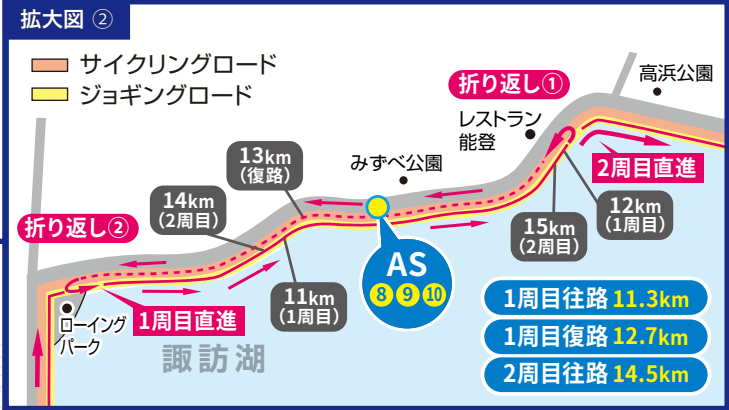 拡大図 ②
サイクリングロード
ジョギングロード
高浜公園
折り返し①
レストラン
能登
2周目直進
13km
(復路)
みずべ公園
14km
(2周目)
12km
(1周目)
15km
(2周目)
折り返し②
AS
8 9 10
11km
(1周目)
1周目直進
ローイング
パーク
諏訪湖
1周目往路 11.3km
1周目復路 12.7km
2周目往路 14.5km